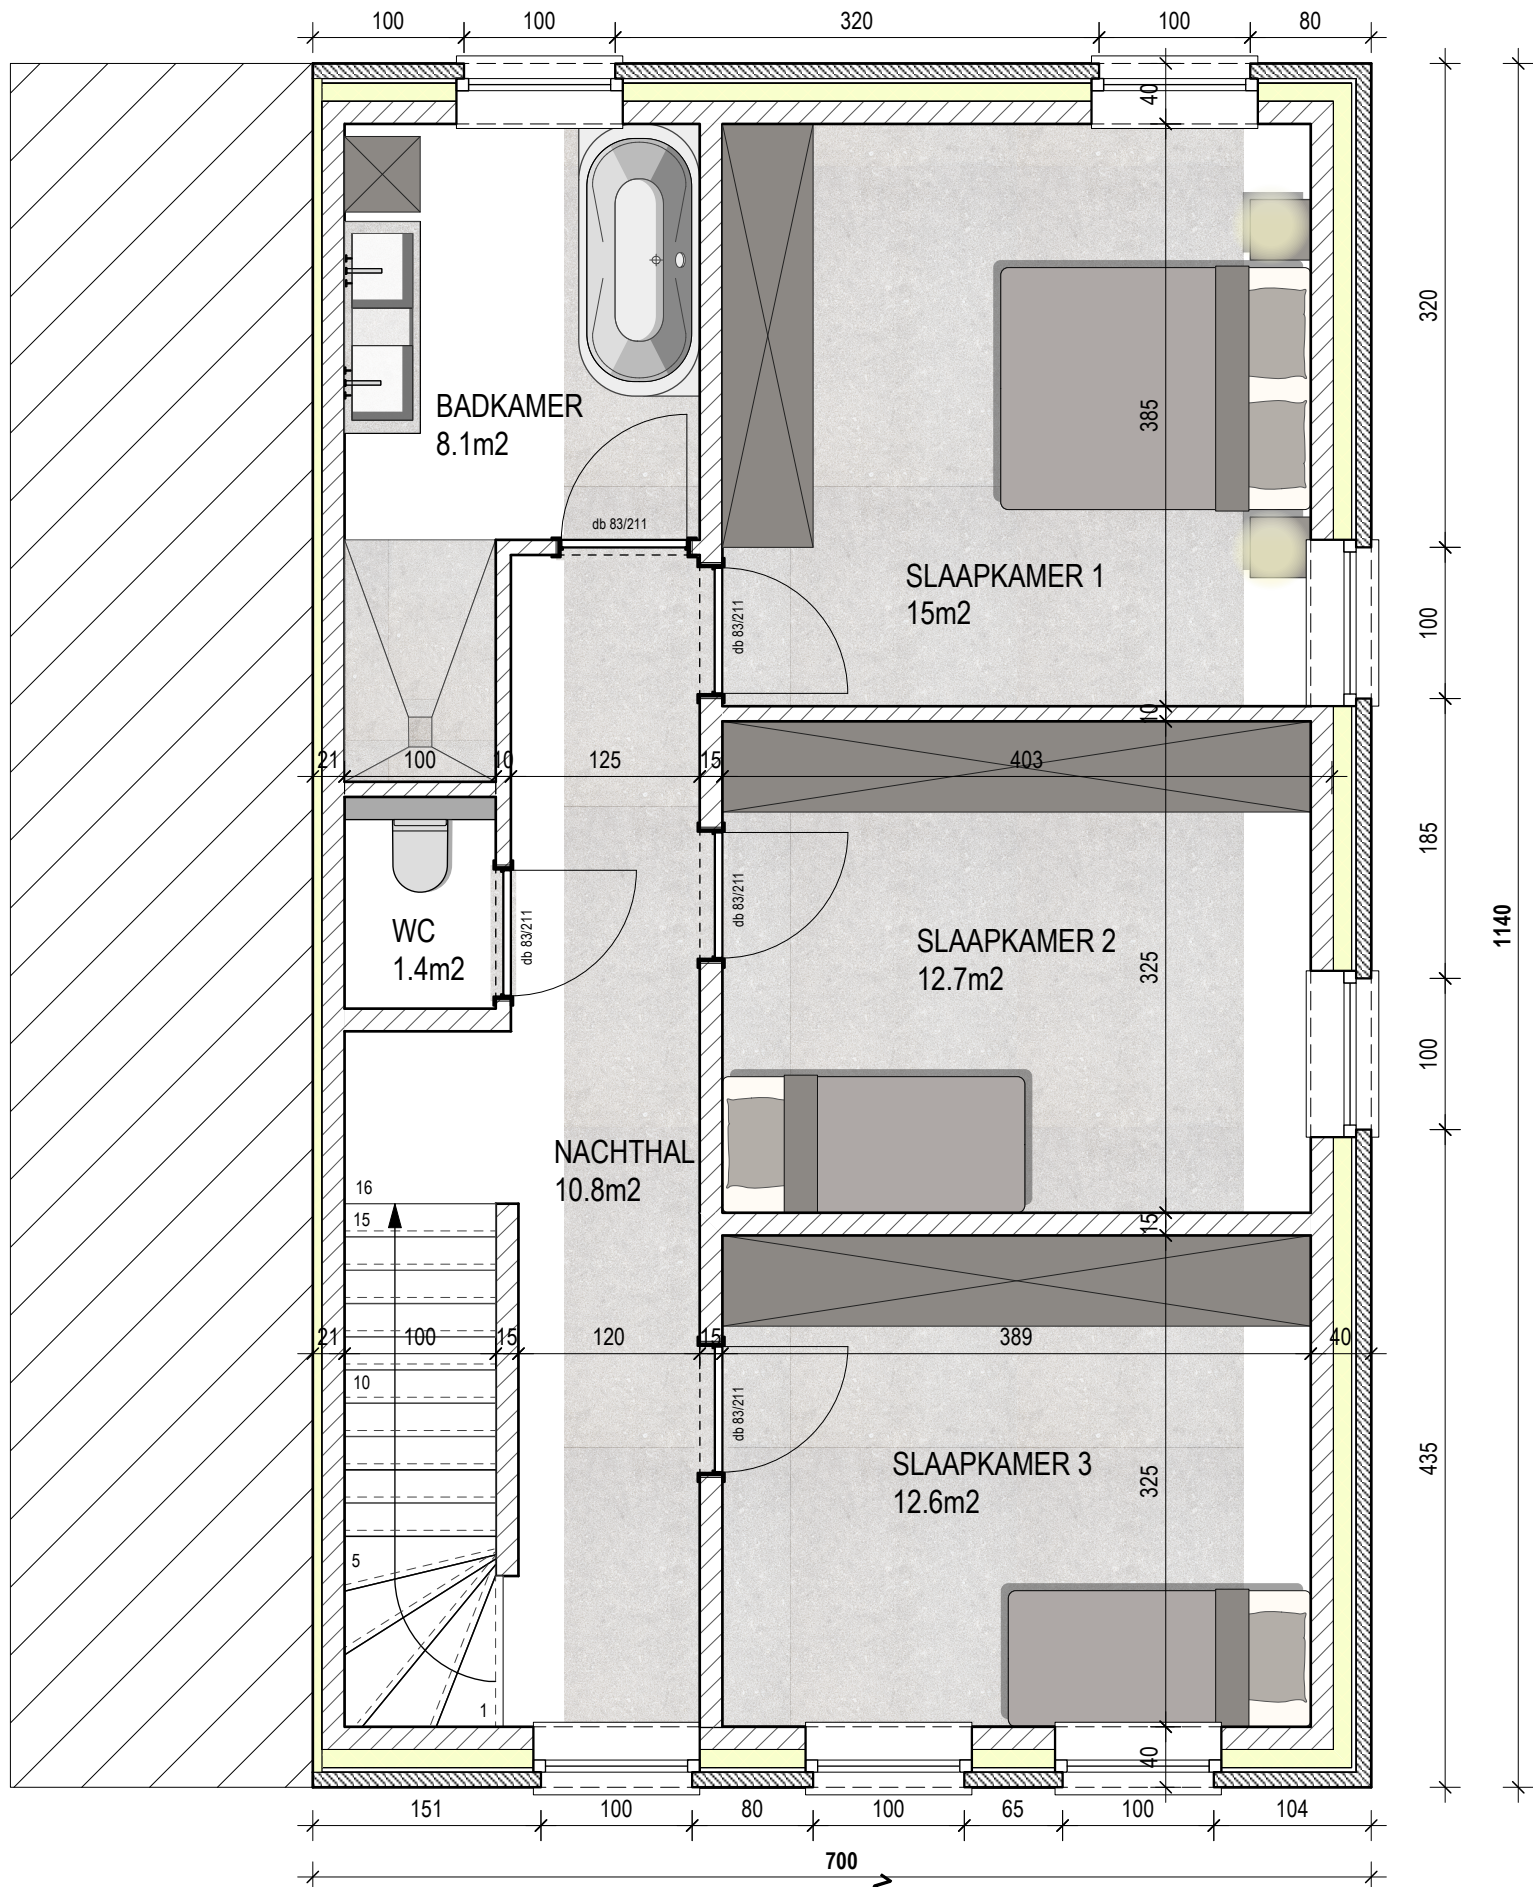 100
100
320
100
80
40
320
385
BADKAMER
8.1m2
db 83/211
SLAAPKAMER 1
15m2
db 83/211
100
10
21
100
10
125
15
403
185
1140
db 83/211
WC
1.4m2
db 83/211
SLAAPKAMER 2
12.7m2
325
100
NACHTHAL
10.8m2
16
15
15
21
100
15
120
15
389
40
10
db 83/211
SLAAPKAMER 3
12.6m2
325
435
5
1
40
151
100
80
100
65
100
104
700